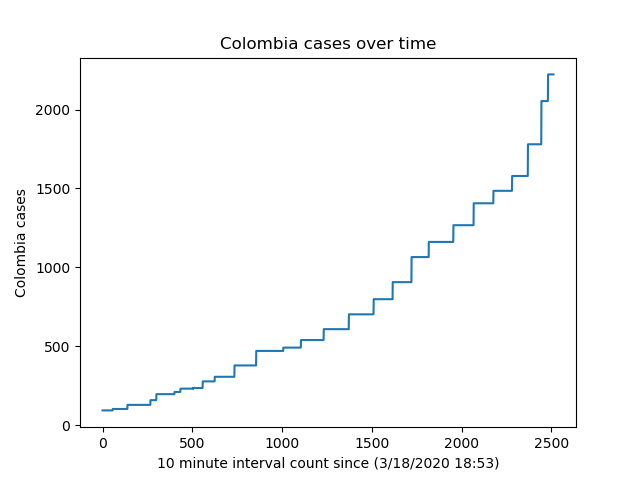 Colombia cases over time
Colombia cases
2000
1500
1000
500
0
0 500 1000 1500 2000 2500
10 minute interval count since (3/18/2020 18:53)